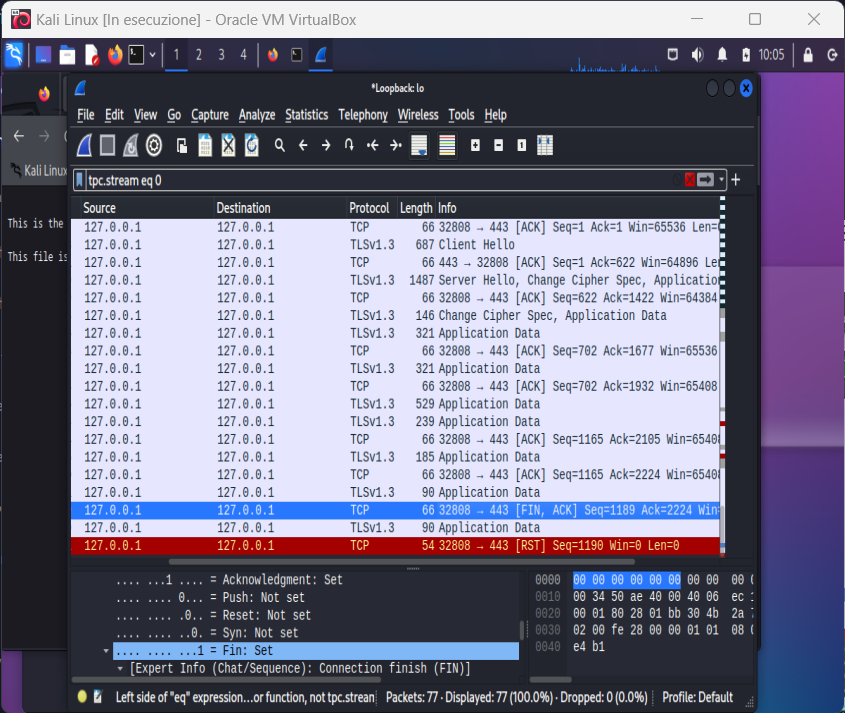 Kali Linux [In esecuzione] - Oracle VM VirtualBox
1 2 3 4 10:05
*Loopback: lo
File Edit View Go Capture Analyze Statistics Telephony Wireless Tools Help
Kali Linux
tpc.stream eq 0
Source Destination Protocol Length Info
This is the
This file is
127.0.0.1 127.0.0.1 TCP 66 32808 → 443 [ACK] Seq=1 Ack=1 Win=65536 Len=
127.0.0.1 127.0.0.1 TLSv1.3 687 Client Hello
127.0.0.1 127.0.0.1 TCP 66 443 → 32808 [ACK] Seq=1 Ack=622 Win=64896 Le
127.0.0.1 127.0.0.1 TLSv1.3 1487 Server Hello, Change Cipher Spec, Applicatio
127.0.0.1 127.0.0.1 TCP 66 32808 → 443 [ACK] Seq=622 Ack=1422 Win=64384
127.0.0.1 127.0.0.1 TLSv1.3 146 Change Cipher Spec, Application Data
127.0.0.1 127.0.0.1 TLSv1.3 321 Application Data
127.0.0.1 127.0.0.1 TCP 66 32808 → 443 [ACK] Seq=702 Ack=1677 Win=65536
127.0.0.1 127.0.0.1 TLSv1.3 321 Application Data
127.0.0.1 127.0.0.1 TCP 66 32808 → 443 [ACK] Seq=702 Ack=1932 Win=65408
127.0.0.1 127.0.0.1 TLSv1.3 529 Application Data
127.0.0.1 127.0.0.1 TLSv1.3 239 Application Data
127.0.0.1 127.0.0.1 TCP 66 32808 → 443 [ACK] Seq=1165 Ack=2105 Win=6540
127.0.0.1 127.0.0.1 TLSv1.3 185 Application Data
127.0.0.1 127.0.0.1 TCP 66 32808 → 443 [ACK] Seq=1165 Ack=2224 Win=6540
127.0.0.1 127.0.0.1 TLSv1.3 90 Application Data
127.0.0.1 127.0.0.1 TCP 66 32808 → 443 [FIN, ACK] Seq=1189 Ack=2224 Win
127.0.0.1 127.0.0.1 TLSv1.3 90 Application Data
127.0.0.1 127.0.0.1 TCP 54 32808 → 443 [RST] Seq=1190 Win=0 Len=0
.... ...1 .... = Acknowledgment: Set
.... .... 0... = Push: Not set
.... .... .0.. = Reset: Not set
.... .... ..0. = Syn: Not set
.... .... ...1 = Fin: Set
[Expert Info (Chat/Sequence): Connection finish (FIN)]
0000 00 00 00 00 00 00 00 00 00
0010 00 34 50 ae 40 00 40 06 ec
0020 00 01 80 28 01 bb 30 4b 2a
0030 02 00 fe 28 00 00 01 01 08
0040 e4 b1
Left side of "eq" expression…or function, not tpc.stream Packets: 77 · Displayed: 77 (100.0%) · Dropped: 0 (0.0%) Profile: Default